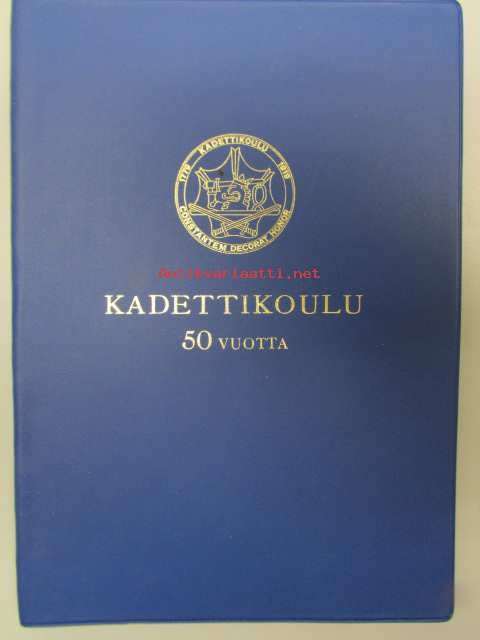 KADETTIKOULU
1779 1919
CONSTANTEM DECORAT HONOR
Antikvariaatti.net
KADETTIKOULU
50 VUOTTA